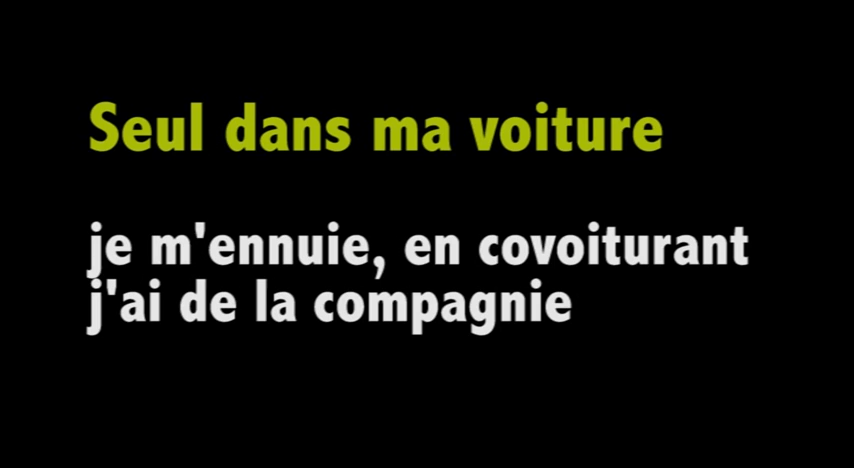 Seul dans ma voiture
je m'ennuie, en covoiturant
j'ai de la compagnie